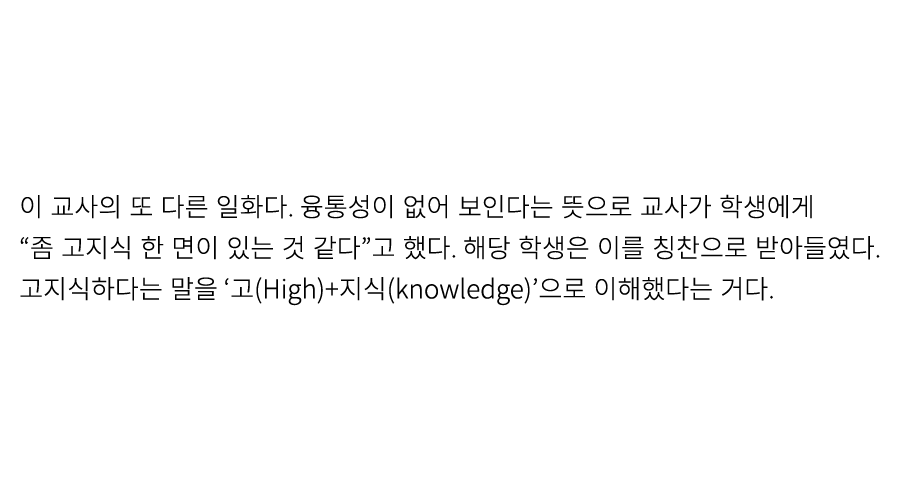 이 교사의 또 다른 일화다. 융통성이 없어 보인다는 뜻으로 교사가 학생에게
“좀 고지식 한 면이 있는 것 같다”고 했다. 해당 학생은 이를 칭찬으로 받아들였다.
고지식하다는 말을 ‘고(High)+지식(knowledge)’으로 이해했다는 거다.